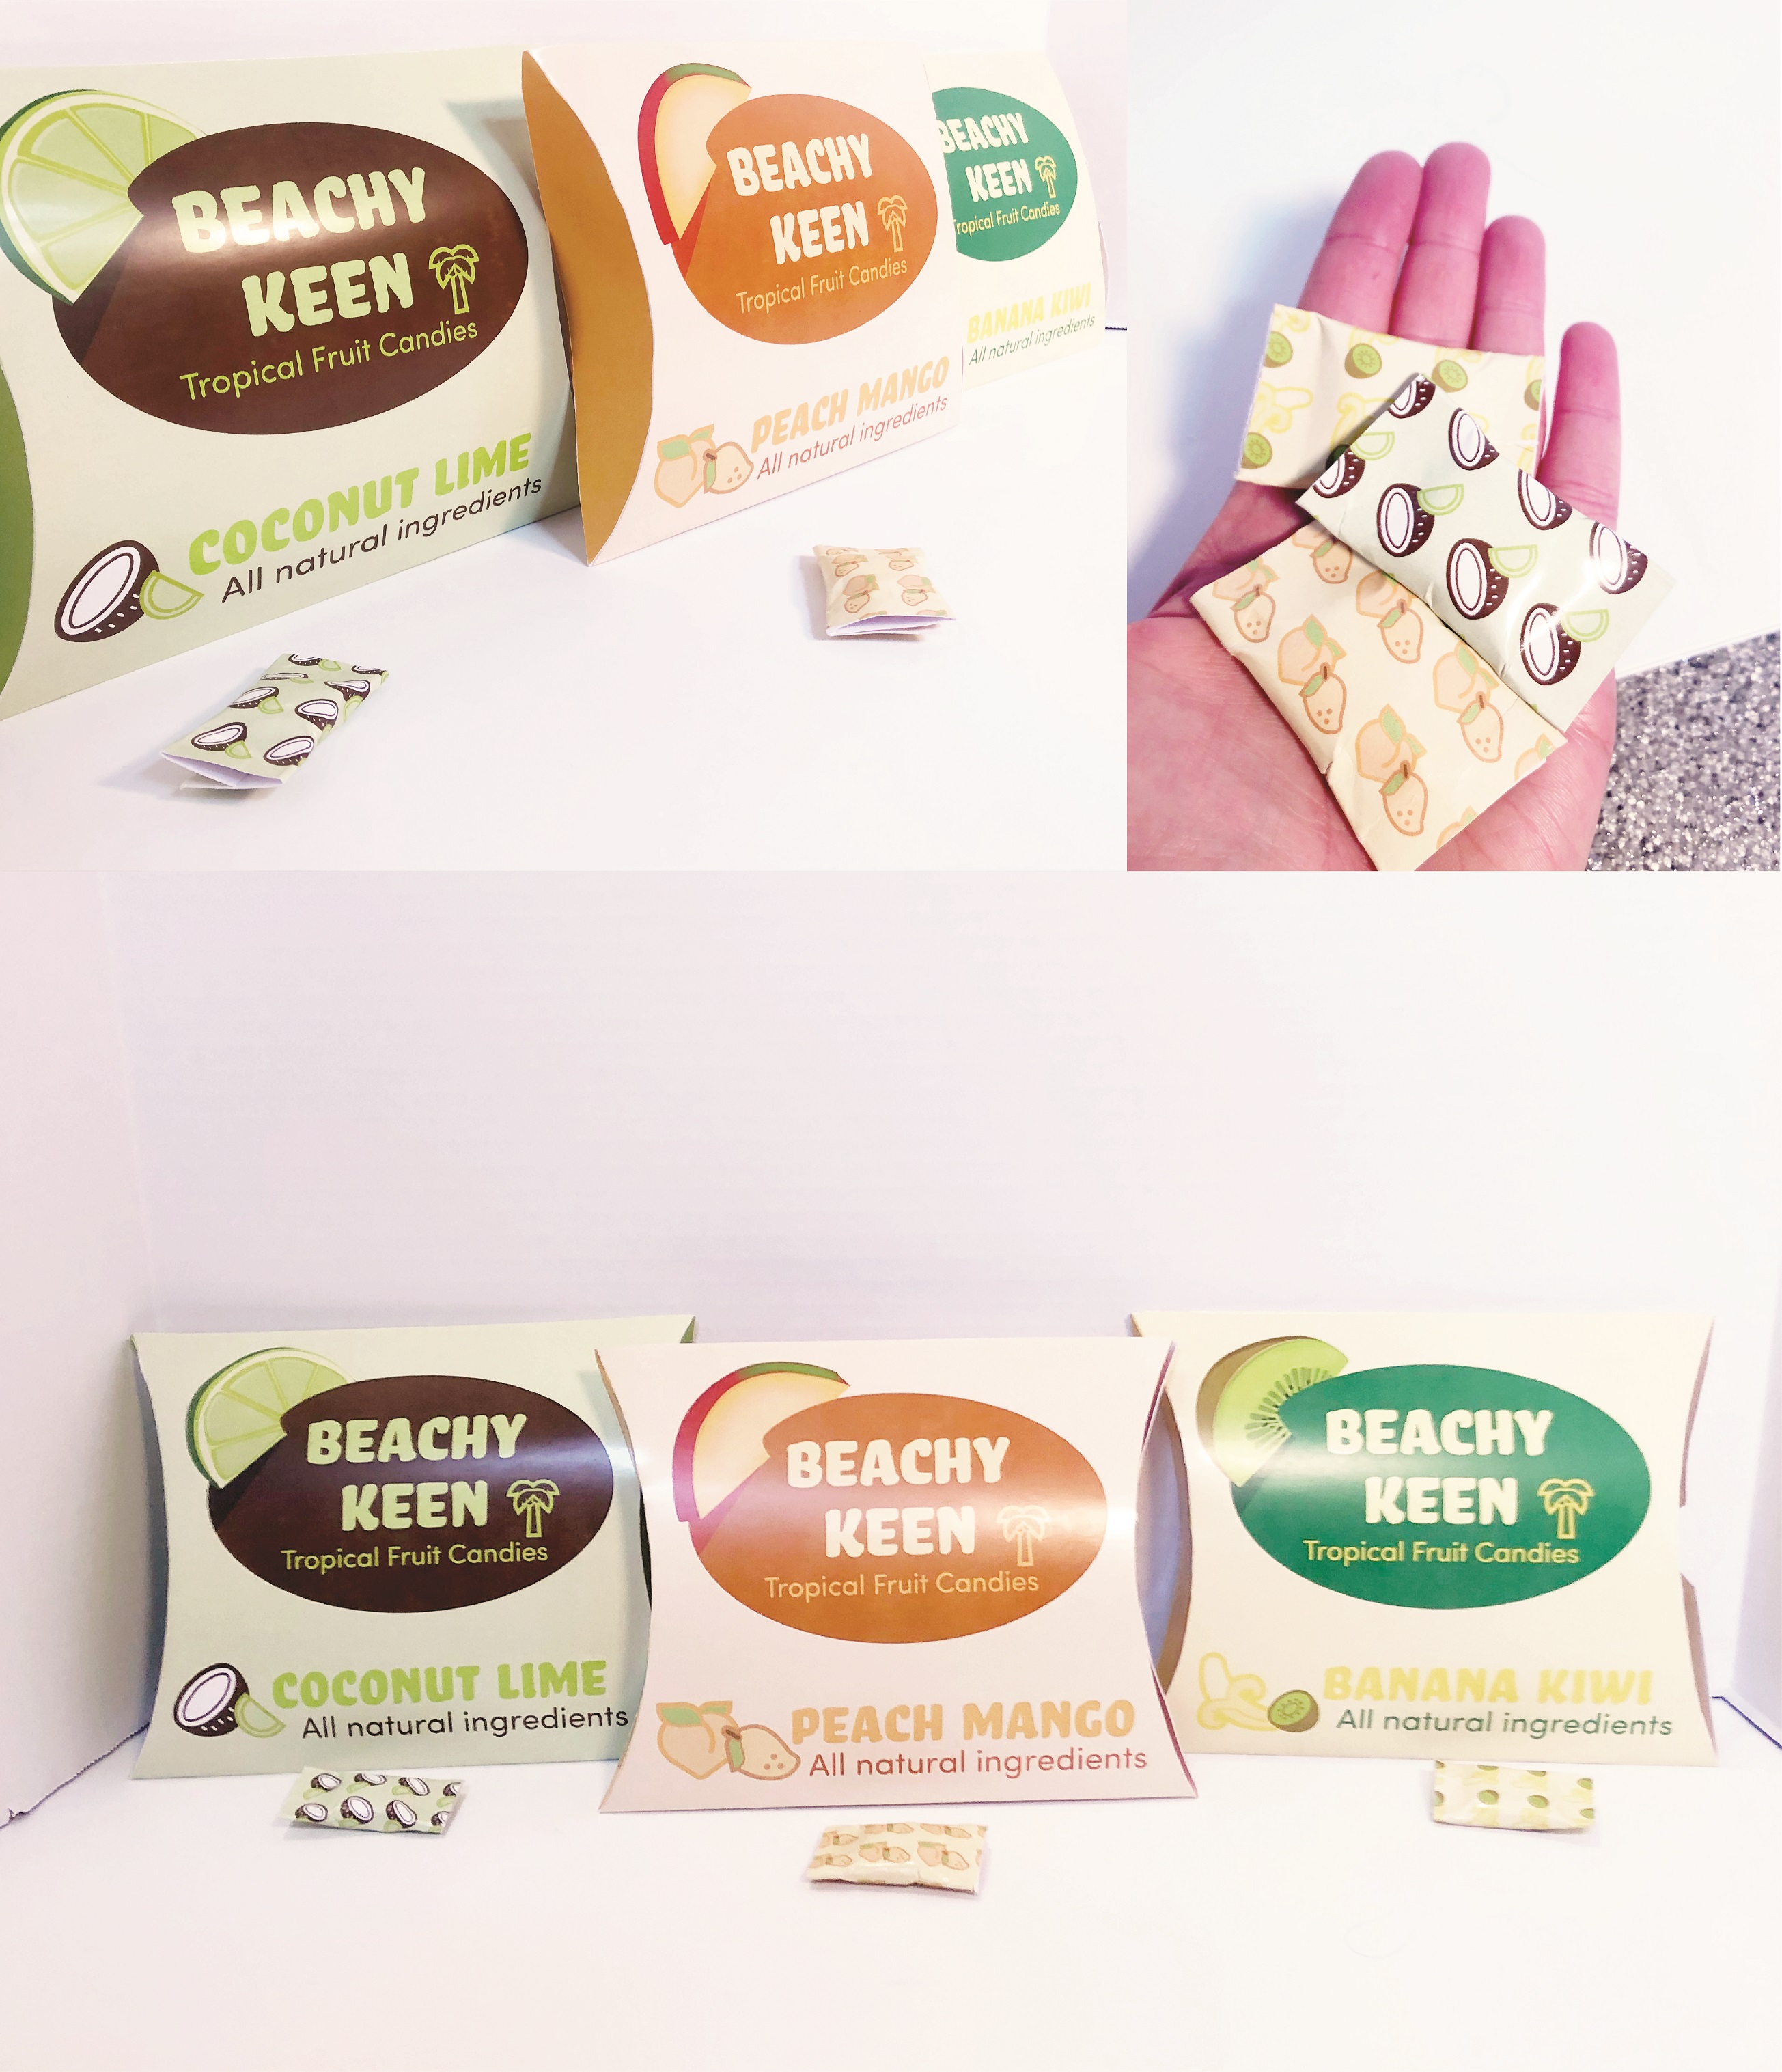 BEACHY
KEEN
Tropical Fruit Candies
COCONUT LIME
All natural ingredients
BEACHY
KEEN
Tropical Fruit Candies
PEACH MANGO
All natural ingredients
BEACHY
KEEN
Tropical Fruit Candies
BANANA KIWI
All natural ingredients
BEACHY
KEEN
Tropical Fruit Candies
COCONUT LIME
All natural ingredients
BEACHY
KEEN
Tropical Fruit Candies
PEACH MANGO
All natural ingredients
BEACHY
KEEN
Tropical Fruit Candies
BANANA KIWI
All natural ingredients